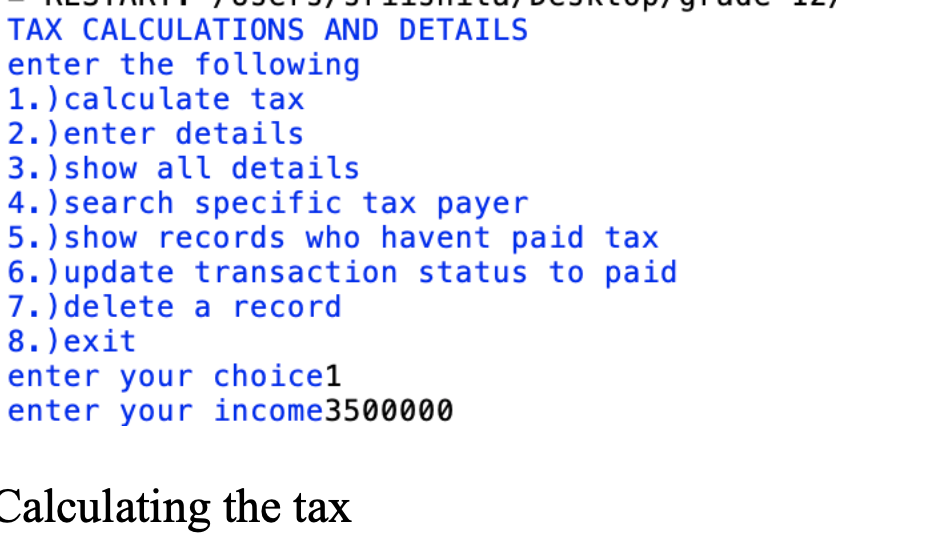 TAX CALCULATIONS AND DETAILS
enter the following
1.)calculate tax
2.)enter details
3.)show all details
4.)search specific tax payer
5.)show records who havent paid tax
6.)update transaction status to paid
7.)delete a record
8.)exit
enter your choice1
enter your income3500000
Calculating the tax